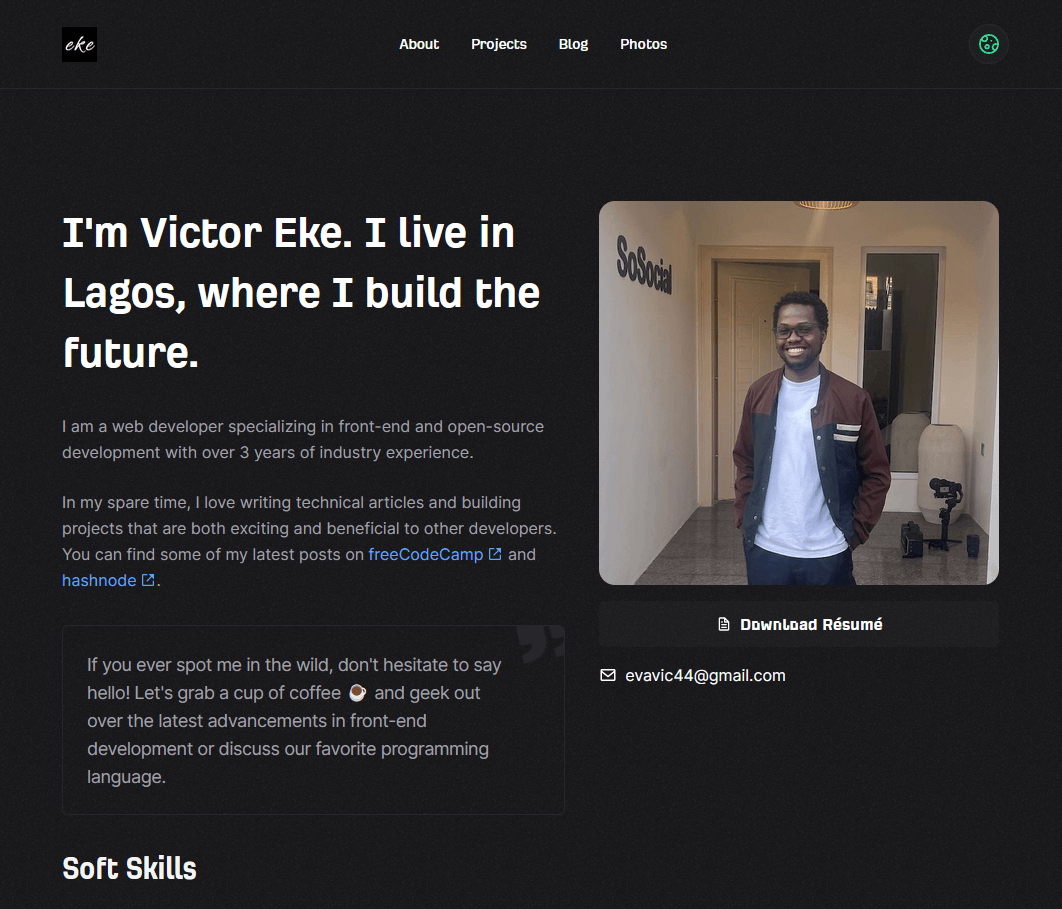 eke
About Projects Blog Photos
I'm Victor Eke. I live in
Lagos, where I build the
future.
I am a web developer specializing in front-end and open-source
development with over 3 years of industry experience.
In my spare time, I love writing technical articles and building
projects that are both exciting and beneficial to other developers.
You can find some of my latest posts on freeCodeCamp and
hashnode.
If you ever spot me in the wild, don't hesitate to say
hello! Let's grab a cup of coffee ☕ and geek out
over the latest advancements in front-end
development or discuss our favorite programming
language.
Soft Skills
SoSocial
Download Résumé
evavic44@gmail.com